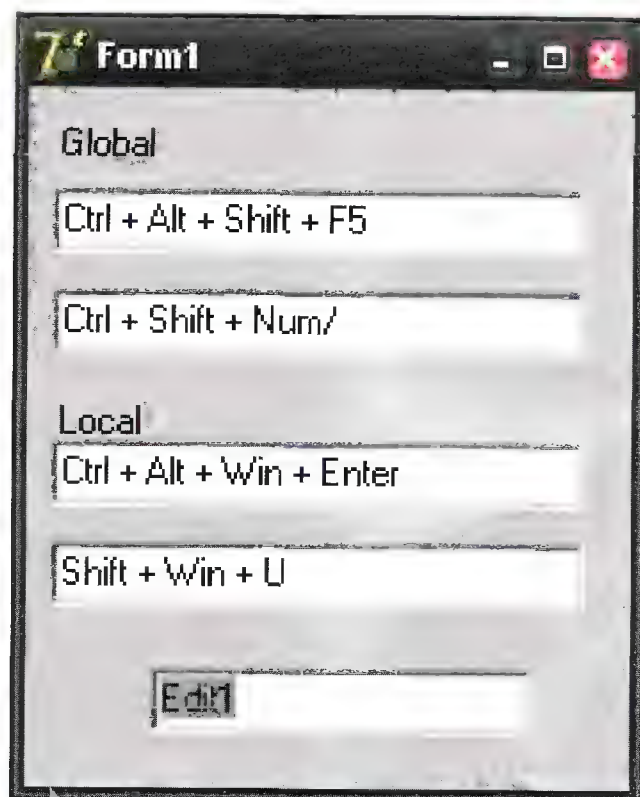 Form1
Global
Ctrl + Alt + Shift + F5
Ctrl + Shift + Num/
Local
Ctrl + Alt + Win + Enter
Shift + Win + U
Edit1